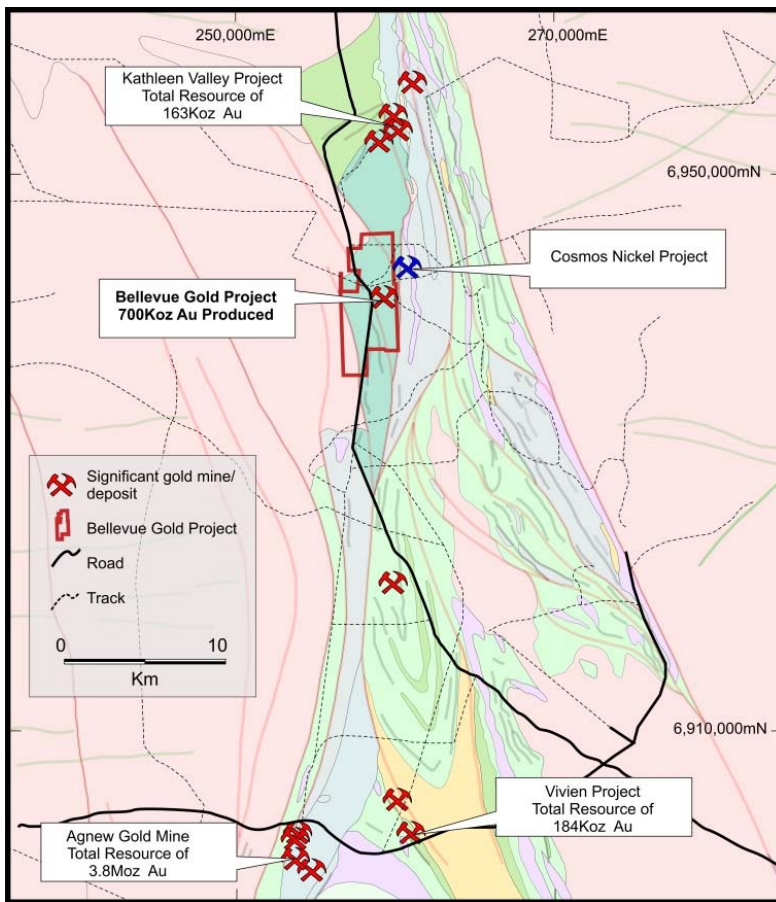 250,000mE
270,000mE
Kathleen Valley Project
Total Resource of
163Koz Au
6,950,000mN
Cosmos Nickel Project
Bellevue Gold Project
700Koz Au Produced
Significant gold mine/
deposit
Bellevue Gold Project
Road
Track
0 10
Km
6,910,000mN
Vivien Project
Total Resource of
184Koz Au
Agnew Gold Mine
Total Resource of
3.8Moz Au